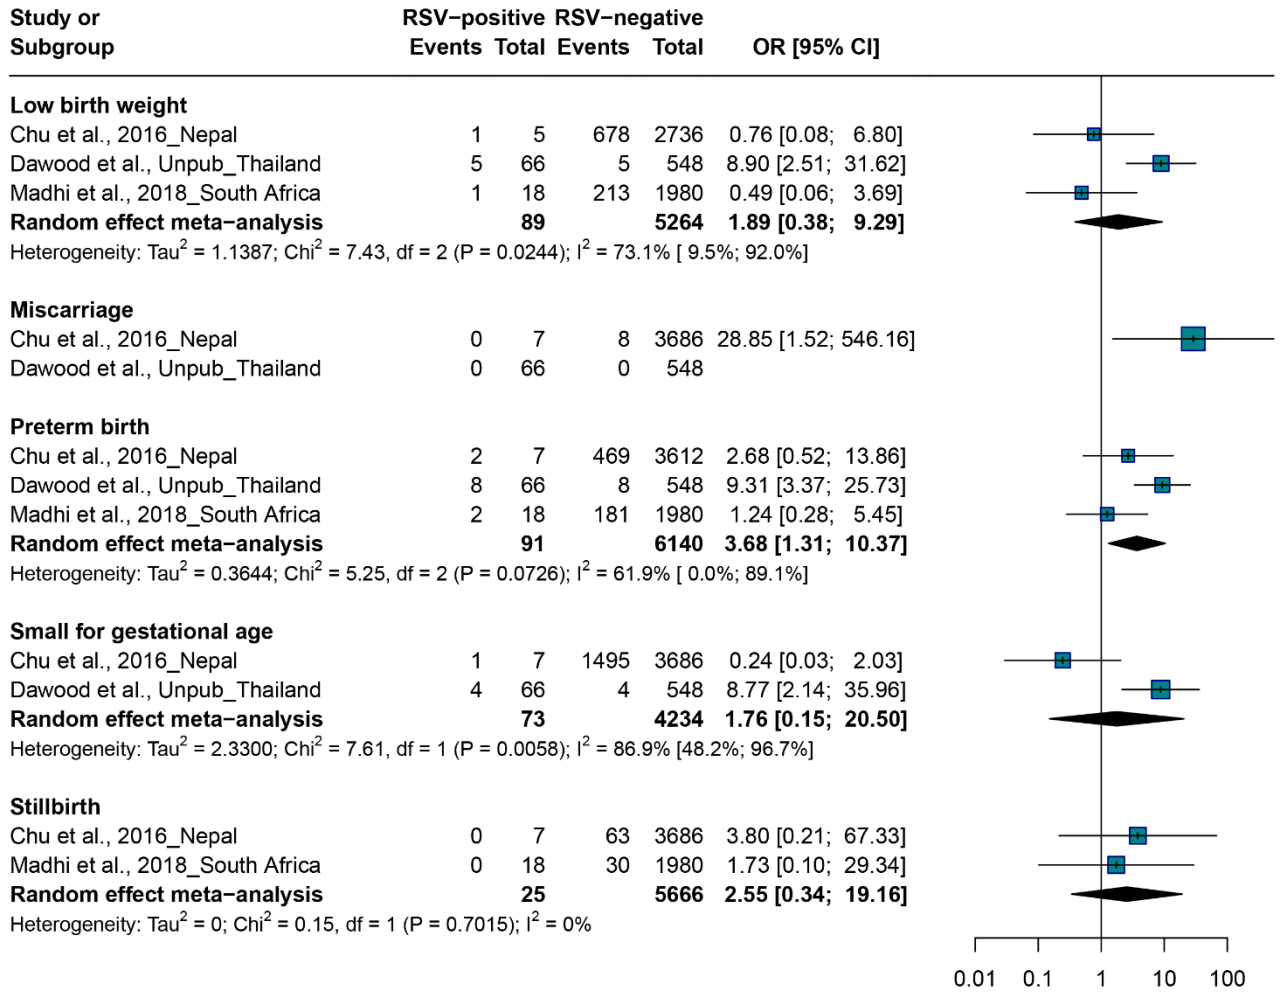 Study or RSV−positive RSV−negative
Subgroup Events Total Events Total OR [95% CI]
Low birth weight
Chu et al., 2016_Nepal 1 5 678 2736 0.76 [0.08; 6.80]
Dawood et al., Unpub_Thailand 5 66 5 548 8.90 [2.51; 31.62]
Madhi et al., 2018_South Africa 1 18 213 1980 0.49 [0.06; 3.69]
Random effect meta−analysis 89 5264 1.89 [0.38; 9.29]
Heterogeneity: Tau² = 1.1387; Chi² = 7.43, df = 2 (P = 0.0244); I² = 73.1% [ 9.5%; 92.0%]
Miscarriage
Chu et al., 2016_Nepal 0 7 8 3686 28.85 [1.52; 546.16]
Dawood et al., Unpub_Thailand 0 66 0 548
Preterm birth
Chu et al., 2016_Nepal 2 7 469 3612 2.68 [0.52; 13.86]
Dawood et al., Unpub_Thailand 8 66 8 548 9.31 [3.37; 25.73]
Madhi et al., 2018_South Africa 2 18 181 1980 1.24 [0.28; 5.45]
Random effect meta−analysis 91 6140 3.68 [1.31; 10.37]
Heterogeneity: Tau² = 0.3644; Chi² = 5.25, df = 2 (P = 0.0726); I² = 61.9% [ 0.0%; 89.1%]
Small for gestational age
Chu et al., 2016_Nepal 1 7 1495 3686 0.24 [0.03; 2.03]
Dawood et al., Unpub_Thailand 4 66 4 548 8.77 [2.14; 35.96]
Random effect meta−analysis 73 4234 1.76 [0.15; 20.50]
Heterogeneity: Tau² = 2.3300; Chi² = 7.61, df = 1 (P = 0.0058); I² = 86.9% [48.2%; 96.7%]
Stillbirth
Chu et al., 2016_Nepal 0 7 63 3686 3.80 [0.21; 67.33]
Madhi et al., 2018_South Africa 0 18 30 1980 1.73 [0.10; 29.34]
Random effect meta−analysis 25 5666 2.55 [0.34; 19.16]
Heterogeneity: Tau² = 0; Chi² = 0.15, df = 1 (P = 0.7015); I² = 0%
0.01 0.1 1 10 100